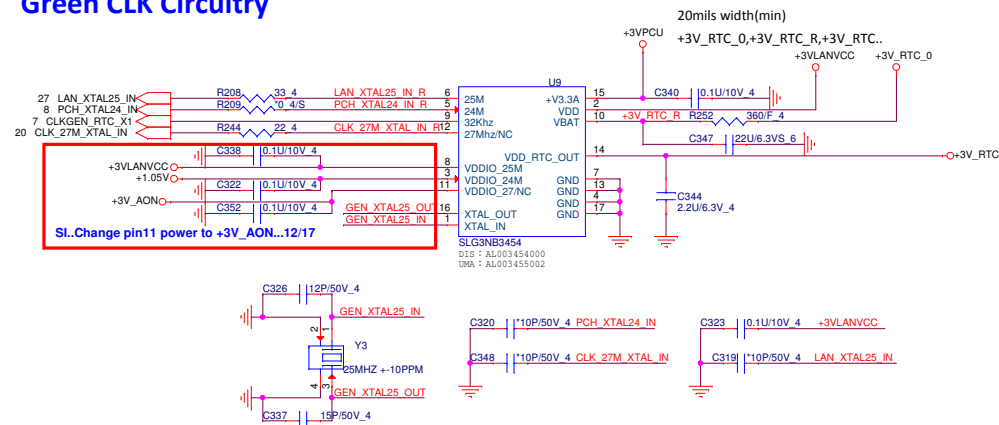 Green CLK Circuitry
20mils width(min)
+3V_RTC_0,+3V_RTC_R,+3V_RTC..
+3VPCU
+3VLANVCC
+3V_RTC_0
U9
27 LAN_XTAL25_IN R208 33_4 LAN_XTAL25_IN_R 6 25M
8 PCH_XTAL24_IN R209 *0_4/S PCH_XTAL24_IN_R 5 24M
7 CLKGEN_RTC_X1 9 32Khz
20 CLK_27M_XTAL_IN R244 22_4 CLK_27M_XTAL_IN_R 12 27Mhz/NC
+V3.3A 15 C340 0.1U/10V_4
VDD 2
VBAT 10 +3V_RTC_R R252 360/F_4
C347 22U/6.3VS_6
VDD_RTC_OUT 14 +3V_RTC
C338 0.1U/10V_4
+3VLANVCC 8 VDDIO_25M
+1.05V 3 VDDIO_24M
C322 0.1U/10V_4 11 VDDIO_27/NC
+3V_AON
C352 0.1U/10V_4
GEN_XTAL25_OUT 16 XTAL_OUT
GEN_XTAL25_IN 1 XTAL_IN
GND 7
GND 13
GND 4
GND 17
C344
2.2U/6.3V_4
SI..Change pin11 power to +3V_AON...12/17
SLG3NB3454
DIS : AL003454000
UMA : AL003455002
C326 12P/50V_4
GEN_XTAL25_IN
2 1
Y3
25MHZ +-10PPM
4 3
GEN_XTAL25_OUT
C337 15P/50V_4
C320 *10P/50V_4 PCH_XTAL24_IN
C348 *10P/50V_4 CLK_27M_XTAL_IN
C323 0.1U/10V_4 +3VLANVCC
C319 *10P/50V_4 LAN_XTAL25_IN